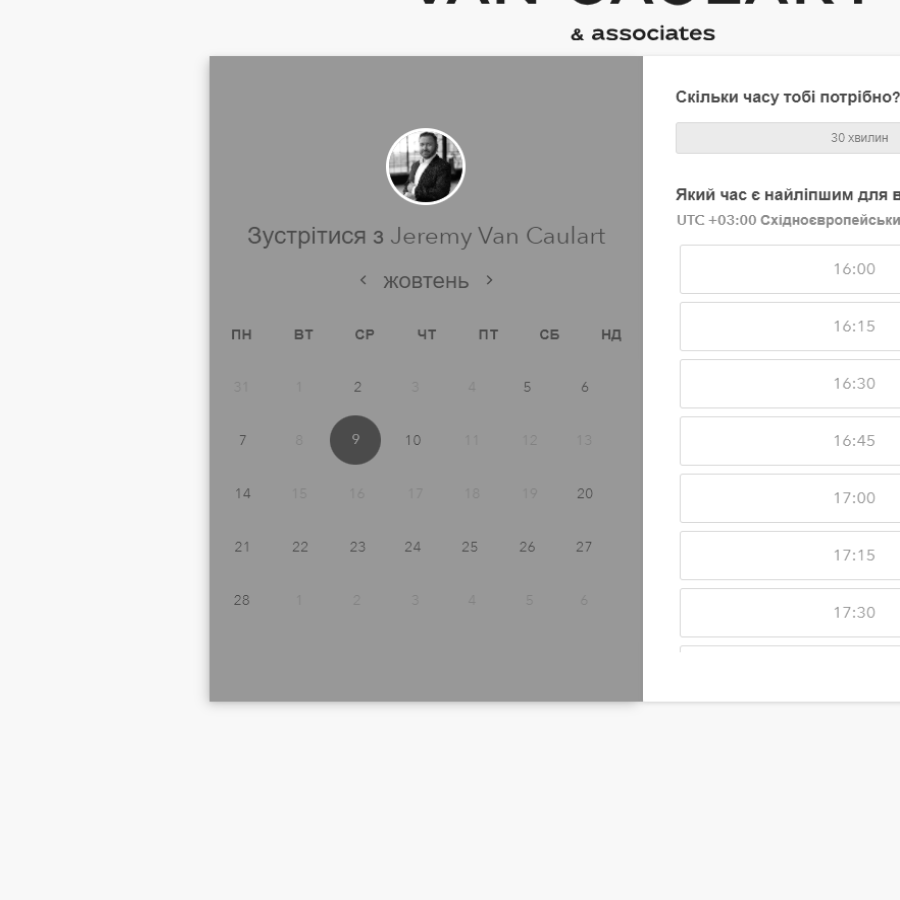 VAN CAULART
& associates
Зустрітися з Jeremy Van Caulart
жовтень
ПН ВТ СР ЧТ ПТ СБ НД
31 1 2 3 4 5 6
7 8 9 10 11 12 13
14 15 16 17 18 19 20
21 22 23 24 25 26 27
28 1 2 3 4 5 6
Скільки часу тобі потрібно?
30 хвилин
Який час є найліпшим для в
UTC +03:00 Східноєвропейськи
16:00
16:15
16:30
16:45
17:00
17:15
17:30